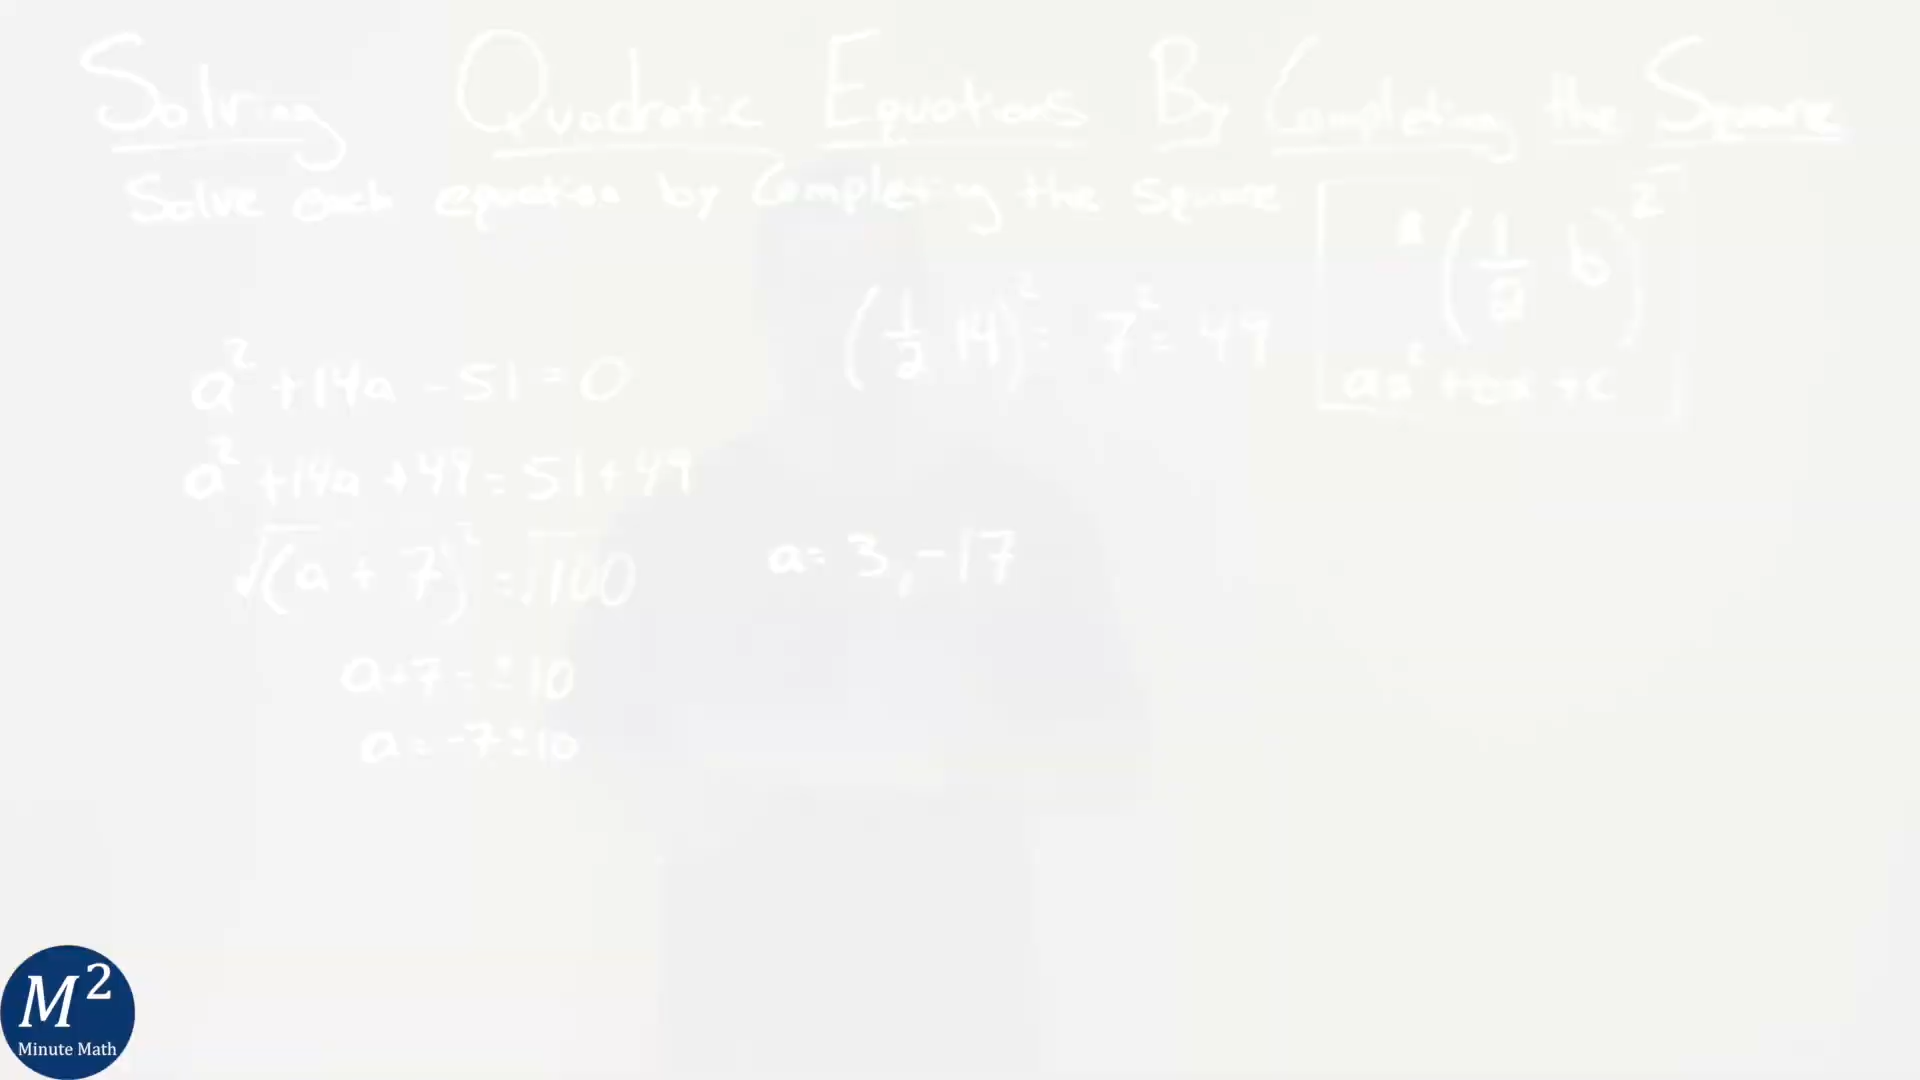 Solving Quadratic Equations By Completing the Square
Solve each equation by Completing the square
(1/2 b)²
ax² + bx + c
(1/2 14)² = 7² = 49
a² + 14a - 51 = 0
a² + 14a + 49 = 51 + 49
√(a + 7)² = √100
a = 3, -17
a + 7 = ± 10
a = -7 ± 10
M²
Minute Math